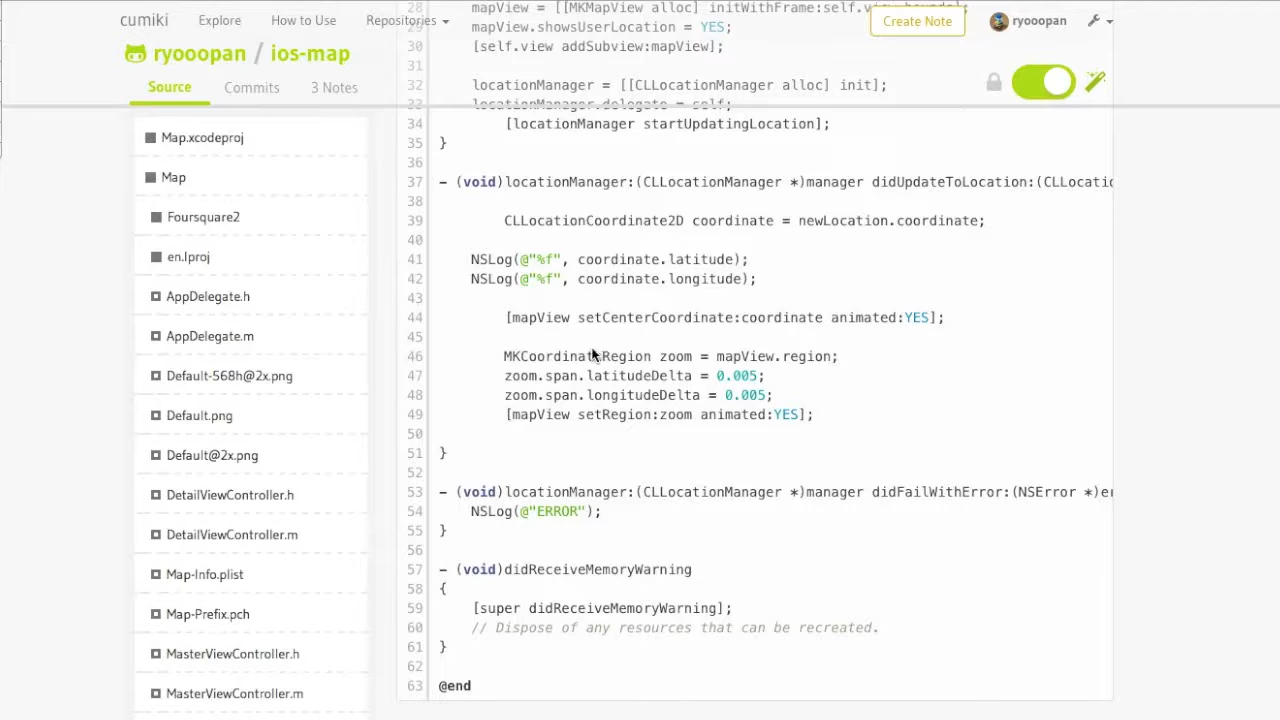 cumiki Explore How to Use Repositories Create Note ryooopan
ryooopan / ios-map
Source Commits 3 Notes
Map.xcodeproj
Map
Foursquare2
en.lproj
AppDelegate.h
AppDelegate.m
Default-568h@2x.png
Default.png
Default@2x.png
DetailViewController.h
DetailViewController.m
Map-Info.plist
Map-Prefix.pch
MasterViewController.h
MasterViewController.m
28 mapView = [[MKMapView alloc] initWithFrame:self.view.bounds];
29 mapView.showsUserLocation = YES;
30 [self.view addSubview:mapView];
31
32 locationManager = [[CLLocationManager alloc] init];
33 locationManager.delegate = self;
34 [locationManager startUpdatingLocation];
35 }
36
37 - (void)locationManager:(CLLocationManager *)manager didUpdateToLocation:(CLLocatio
38
39 CLLocationCoordinate2D coordinate = newLocation.coordinate;
40
41 NSLog(@"%f", coordinate.latitude);
42 NSLog(@"%f", coordinate.longitude);
43
44 [mapView setCenterCoordinate:coordinate animated:YES];
45
46 MKCoordinateRegion zoom = mapView.region;
47 zoom.span.latitudeDelta = 0.005;
48 zoom.span.longitudeDelta = 0.005;
49 [mapView setRegion:zoom animated:YES];
50
51 }
52
53 - (void)locationManager:(CLLocationManager *)manager didFailWithError:(NSError *)er
54 NSLog(@"ERROR");
55 }
56
57 - (void)didReceiveMemoryWarning
58 {
59 [super didReceiveMemoryWarning];
60 // Dispose of any resources that can be recreated.
61 }
62
63 @end